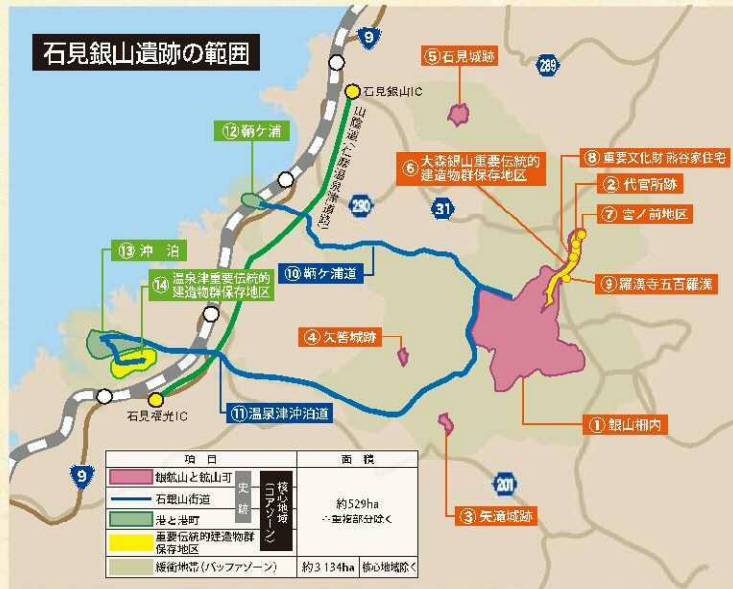 石見銀山遺跡の範囲
9
⑤石見城跡
289
石見銀山IC
⑫鞆ケ浦
山陰道(仁摩温泉津道路)
⑧重要文化財 熊谷家住宅
⑥大森銀山重要伝統的
建造物群保存地区
②代官所跡
31
290
⑦宮ノ前地区
⑬沖 泊
⑭温泉津重要伝統的
建造物群保存地区
⑩鞆ケ浦道
⑨羅漢寺五百羅漢
④矢筈城跡
石見福光IC
⑪温泉津沖泊道
①銀山柵内
9
201
③矢滝城跡
項 目
面 積
銀鉱山と鉱山町
石銀山街道
港と港町
重要伝統的建造物群
保存地区
史跡
核心地域
(コアゾーン)
約529ha
重複部分除く
緩衝地帯(バッファゾーン)
約3 134ha
核心地域除く